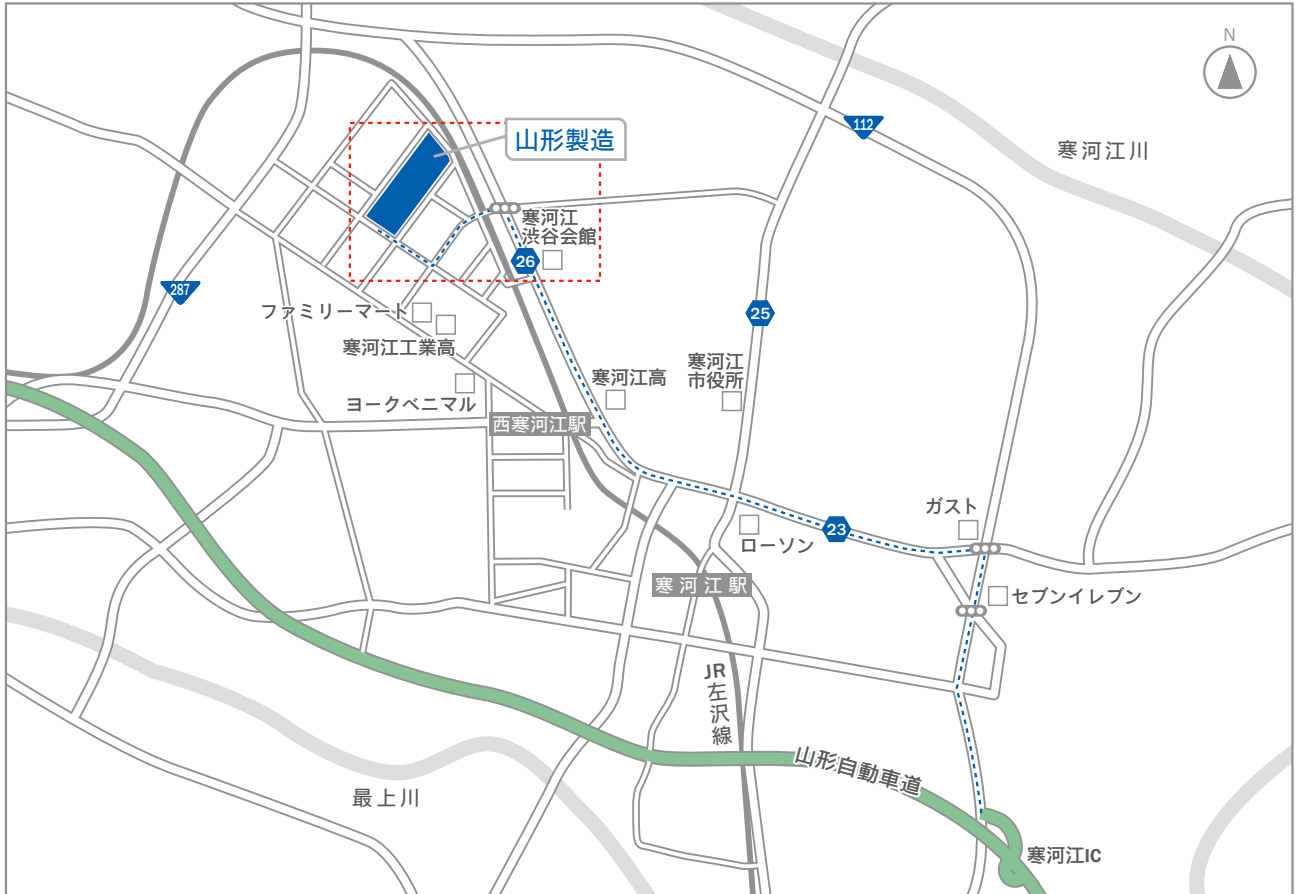 N
112
寒河江川
山形製造
寒河江
渋谷会館
26
287
ファミリーマート
25
寒河江工業高
寒河江
市役所
寒河江高
ヨークベニマル
西寒河江駅
ガスト
23
ローソン
寒河江駅
セブンイレブン
JR
左沢線
山形自動車道
最上川
寒河江IC